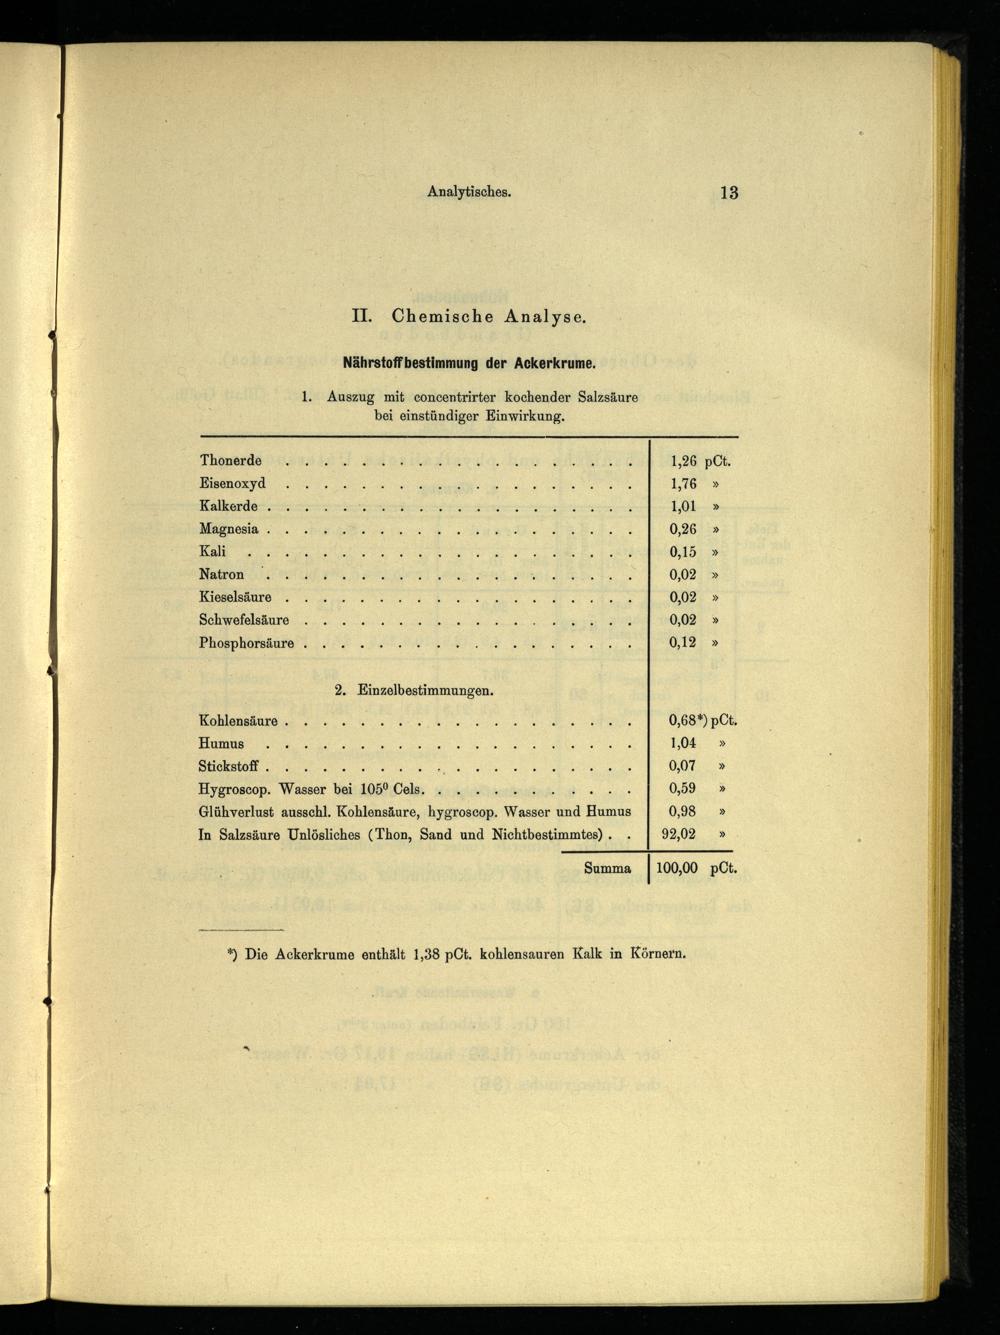 Analytisches. 13
II. Chemische Analyse.
Nährstoffbestimmung der Ackerkrume.
1. Auszug mit concentrirter kochender Salzsäure
bei einstündiger Einwirkung.
Thonerde . . . . . . . . . . . . . . . . . . . 1,26 pCt.
Eisenoxyd . . . . . . . . . . . . . . . . . . . 1,76 »
Kalkerde . . . . . . . . . . . . . . . . . . . . 1,01 »
Magnesia . . . . . . . . . . . . . . . . . . . . 0,26 »
Kali . . . . . . . . . . . . . . . . . . . . . 0,15 »
Natron . . . . . . . . . . . . . . . . . . . . 0,02 »
Kieselsäure . . . . . . . . . . . . . . . . . . . 0,02 »
Schwefelsäure . . . . . . . . . . . . . . . . . . 0,02 »
Phosphorsäure . . . . . . . . . . . . . . . . . . 0,12 »
2. Einzelbestimmungen.
Kohlensäure . . . . . . . . . . . . . . . . . . . 0,68*) pCt.
Humus . . . . . . . . . . . . . . . . . . . . 1,04 »
Stickstoff . . . . . . . . . . . . . . . . . . . . 0,07 »
Hygroscop. Wasser bei 105⁰ Cels. . . . . . . . . . . . . 0,59 »
Glühverlust ausschl. Kohlensäure, hygroscop. Wasser und Humus 0,98 »
In Salzsäure Unlösliches (Thon, Sand und Nichtbestimmtes) . . 92,02 »
Summa 100,00 pCt.
*) Die Ackerkrume enthält 1,38 pCt. kohlensauren Kalk in Körnern.